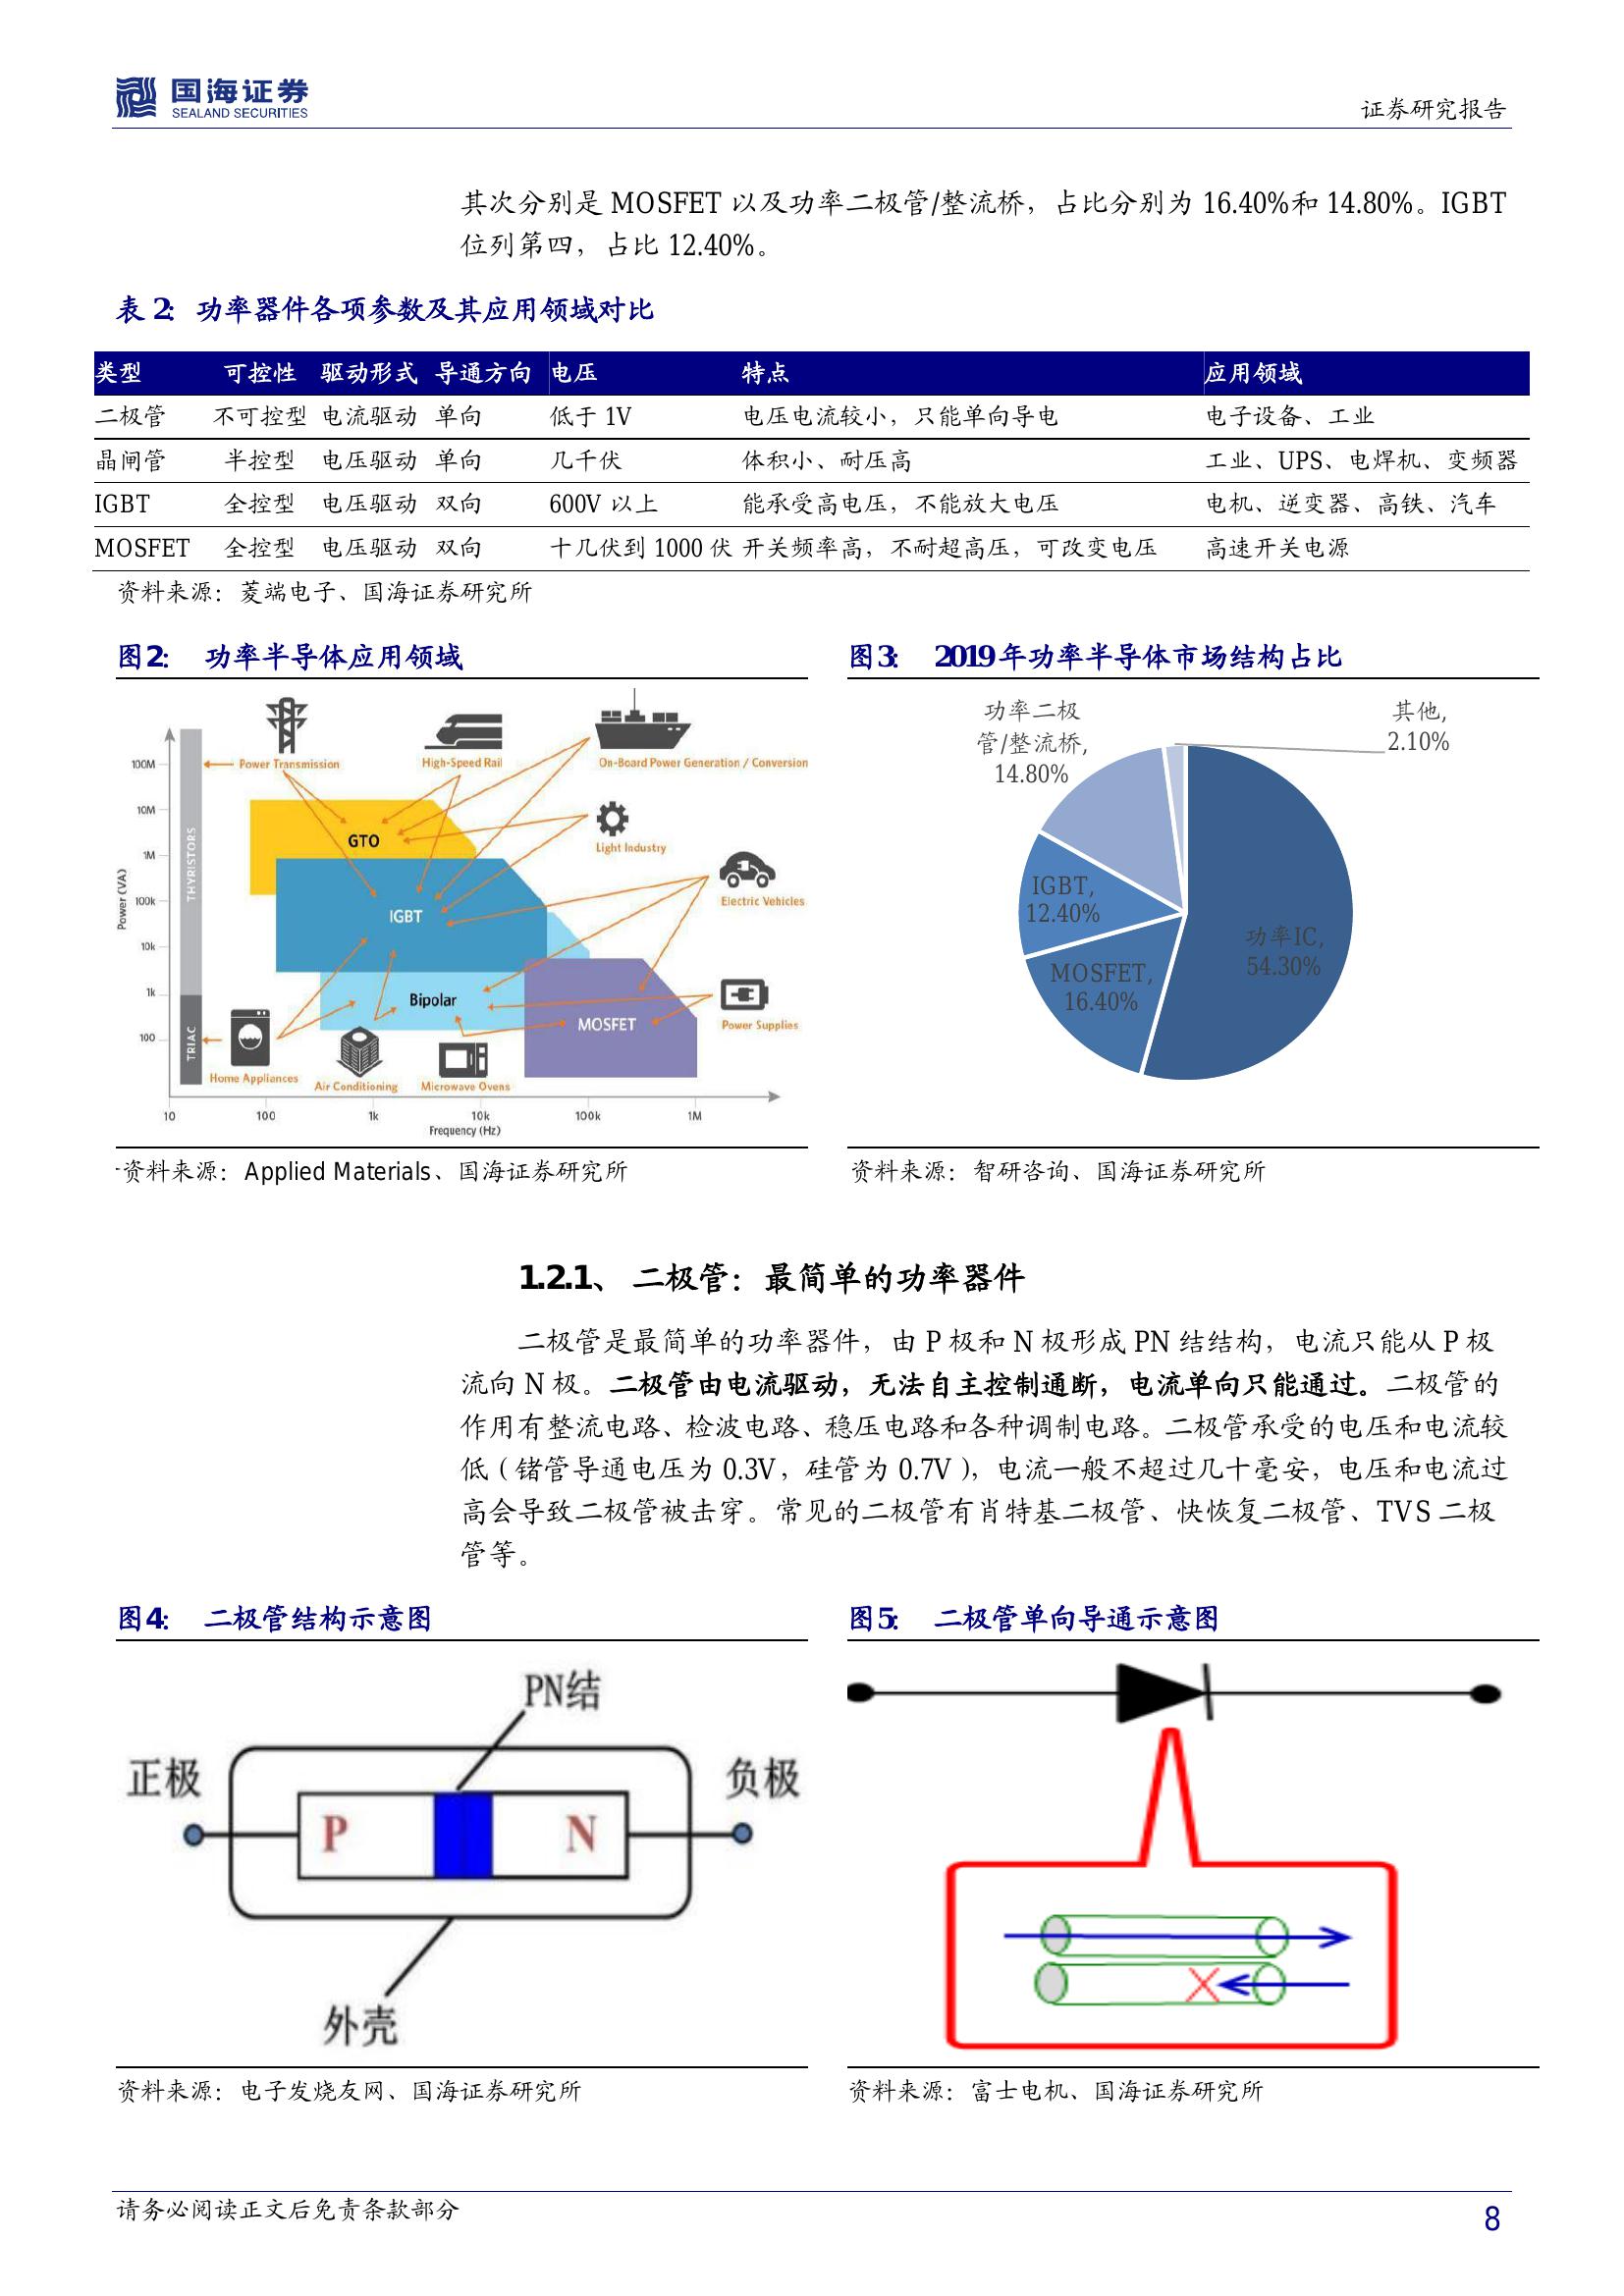 国海证券
SEALAND SECURITIES
证券研究报告
其次分别是 MOSFET 以及功率二极管/整流桥，占比分别为 16.40%和 14.80%。IGBT
位列第四，占比 12.40%。
表 2：功率器件各项参数及其应用领域对比
类型 可控性 驱动形式 导通方向 电压 特点 应用领域
二极管 不可控型 电流驱动 单向 低于 1V 电压电流较小，只能单向导电 电子设备、工业
晶闸管 半控型 电压驱动 单向 几千伏 体积小、耐压高 工业、UPS、电焊机、变频器
IGBT 全控型 电压驱动 双向 600V 以上 能承受高电压，不能放大电压 电机、逆变器、高铁、汽车
MOSFET 全控型 电压驱动 双向 十几伏到 1000 伏 开关频率高，不耐超高压，可改变电压 高速开关电源
资料来源：菱端电子、国海证券研究所
图2： 功率半导体应用领域
Power Transmission
High-Speed Rail
On-Board Power Generation / Conversion
Light Industry
Electric Vehicles
Power Supplies
Home Appliances
Air Conditioning
Microwave Ovens
GTO
IGBT
Bipolar
MOSFET
THYRISTORS
TRIAC
Power (VA)
100M
10M
1M
100k
10k
1k
100
10 100 1k 10k 100k 1M
Frequency (Hz)
-资料来源：Applied Materials、国海证券研究所
图3： 2019年功率半导体市场结构占比
功率二极
管/整流桥,
14.80%
其他,
2.10%
IGBT,
12.40%
功率IC,
54.30%
MOSFET,
16.40%
资料来源：智研咨询、国海证券研究所
1.2.1、 二极管：最简单的功率器件
二极管是最简单的功率器件，由 P 极和 N 极形成 PN 结结构，电流只能从 P 极
流向 N 极。二极管由电流驱动，无法自主控制通断，电流单向只能通过。二极管的
作用有整流电路、检波电路、稳压电路和各种调制电路。二极管承受的电压和电流较
低（锗管导通电压为 0.3V，硅管为 0.7V），电流一般不超过几十毫安，电压和电流过
高会导致二极管被击穿。常见的二极管有肖特基二极管、快恢复二极管、TVS 二极
管等。
图4： 二极管结构示意图
PN结
正极
负极
P
N
外壳
资料来源：电子发烧友网、国海证券研究所
图5： 二极管单向导通示意图
资料来源：富士电机、国海证券研究所
请务必阅读正文后免责条款部分
8